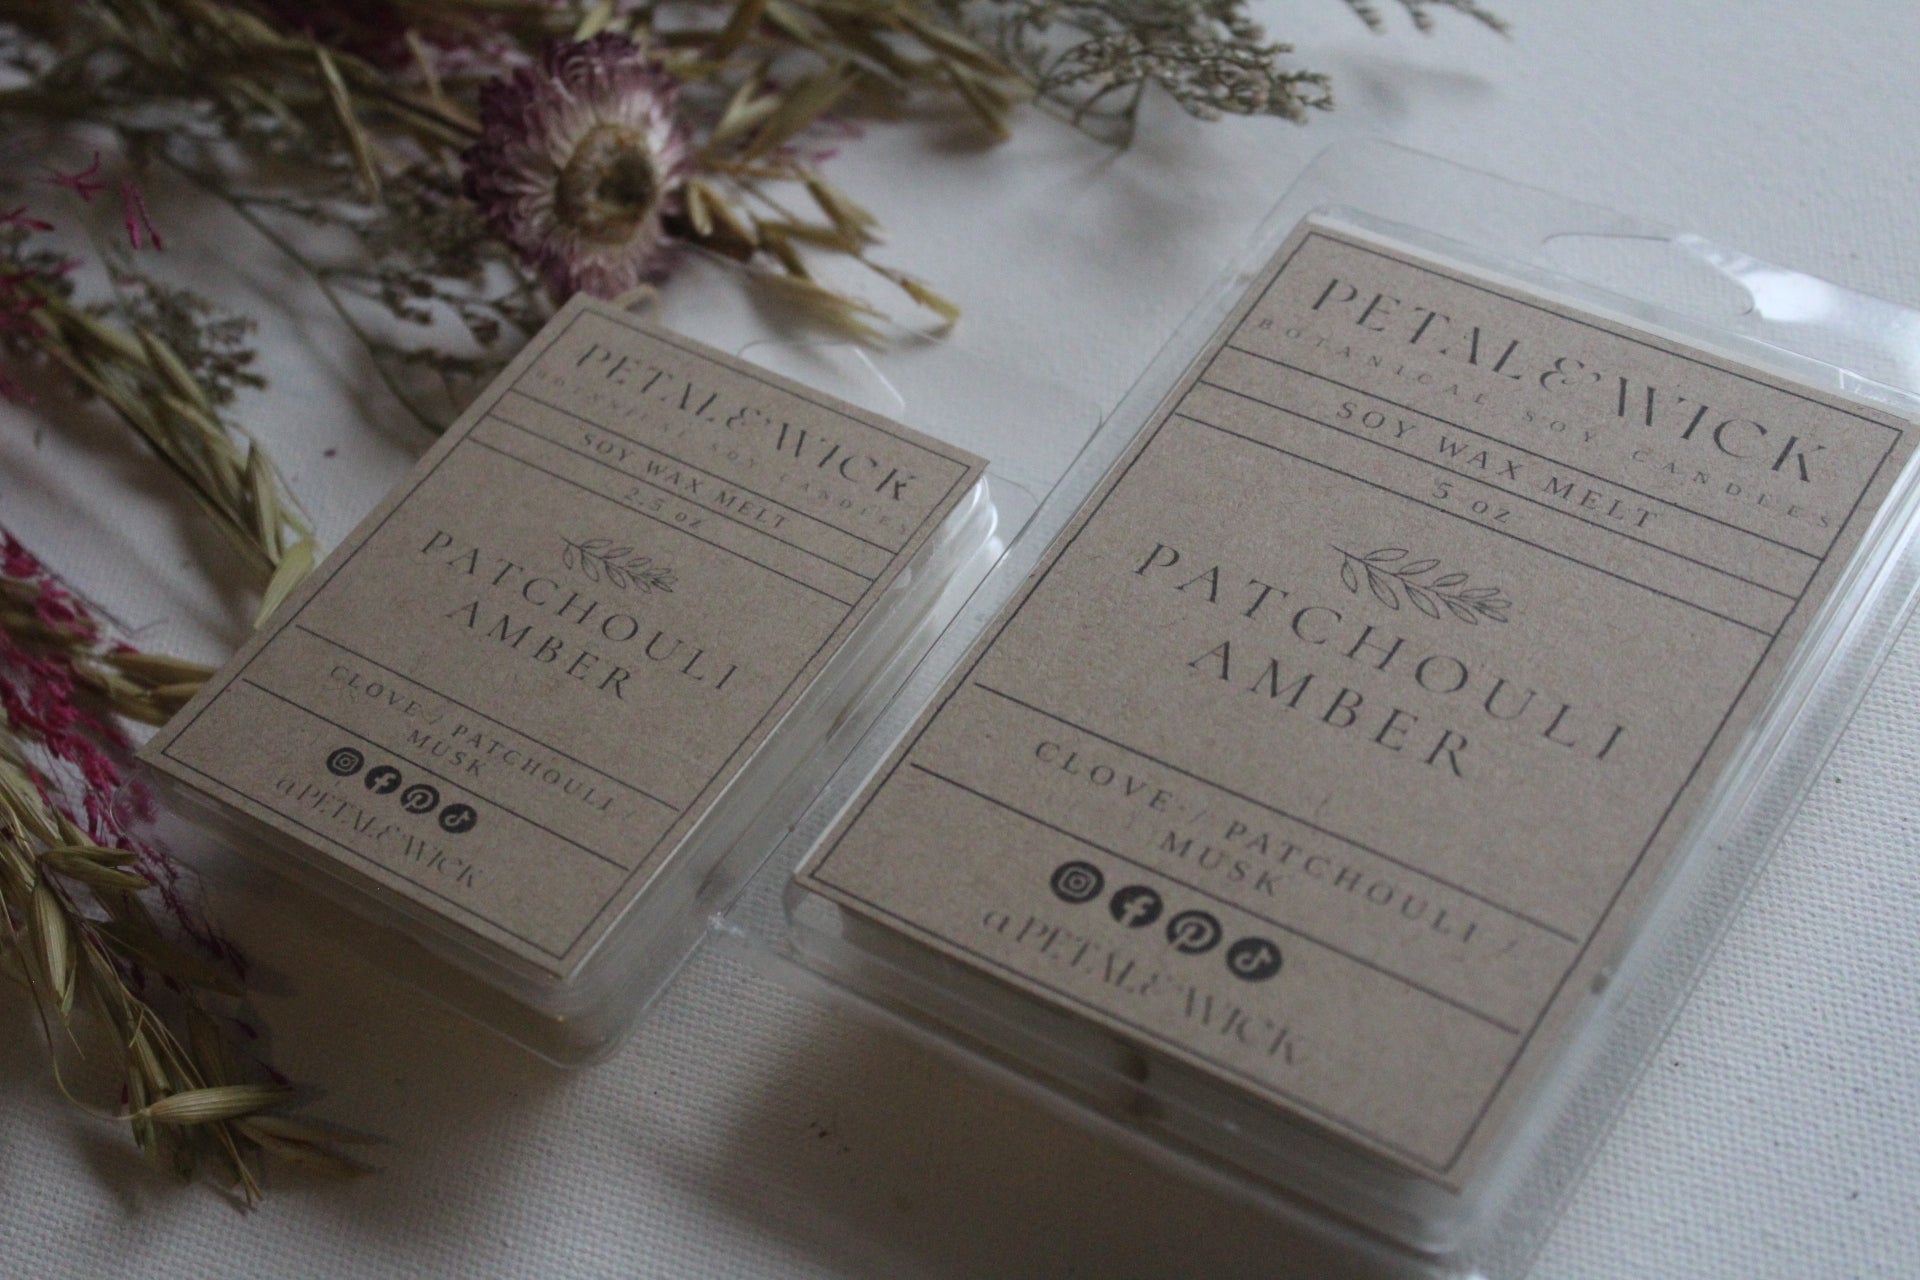 PETAL&WICK
BOTANICAL SOY CANDLES
SOY WAX MELT
2.5 OZ
PATCHOULI
AMBER
CLOVE / PATCHOULI /
MUSK
@PETAL&WICK
PETAL&WICK
BOTANICAL SOY CANDLES
SOY WAX MELT
5 OZ
PATCHOULI
AMBER
CLOVE / PATCHOULI /
MUSK
@PETAL&WICK